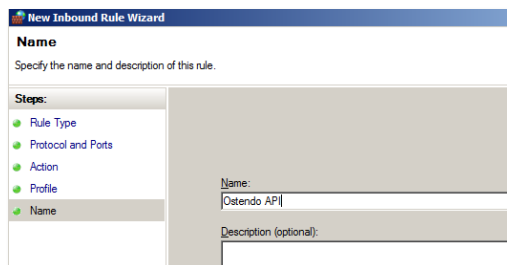 New Inbound Rule Wizard
Name
Specify the name and description of this rule.
Steps:
Rule Type
Protocol and Ports
Action
Profile
Name
Name:
Ostendo API
Description (optional):